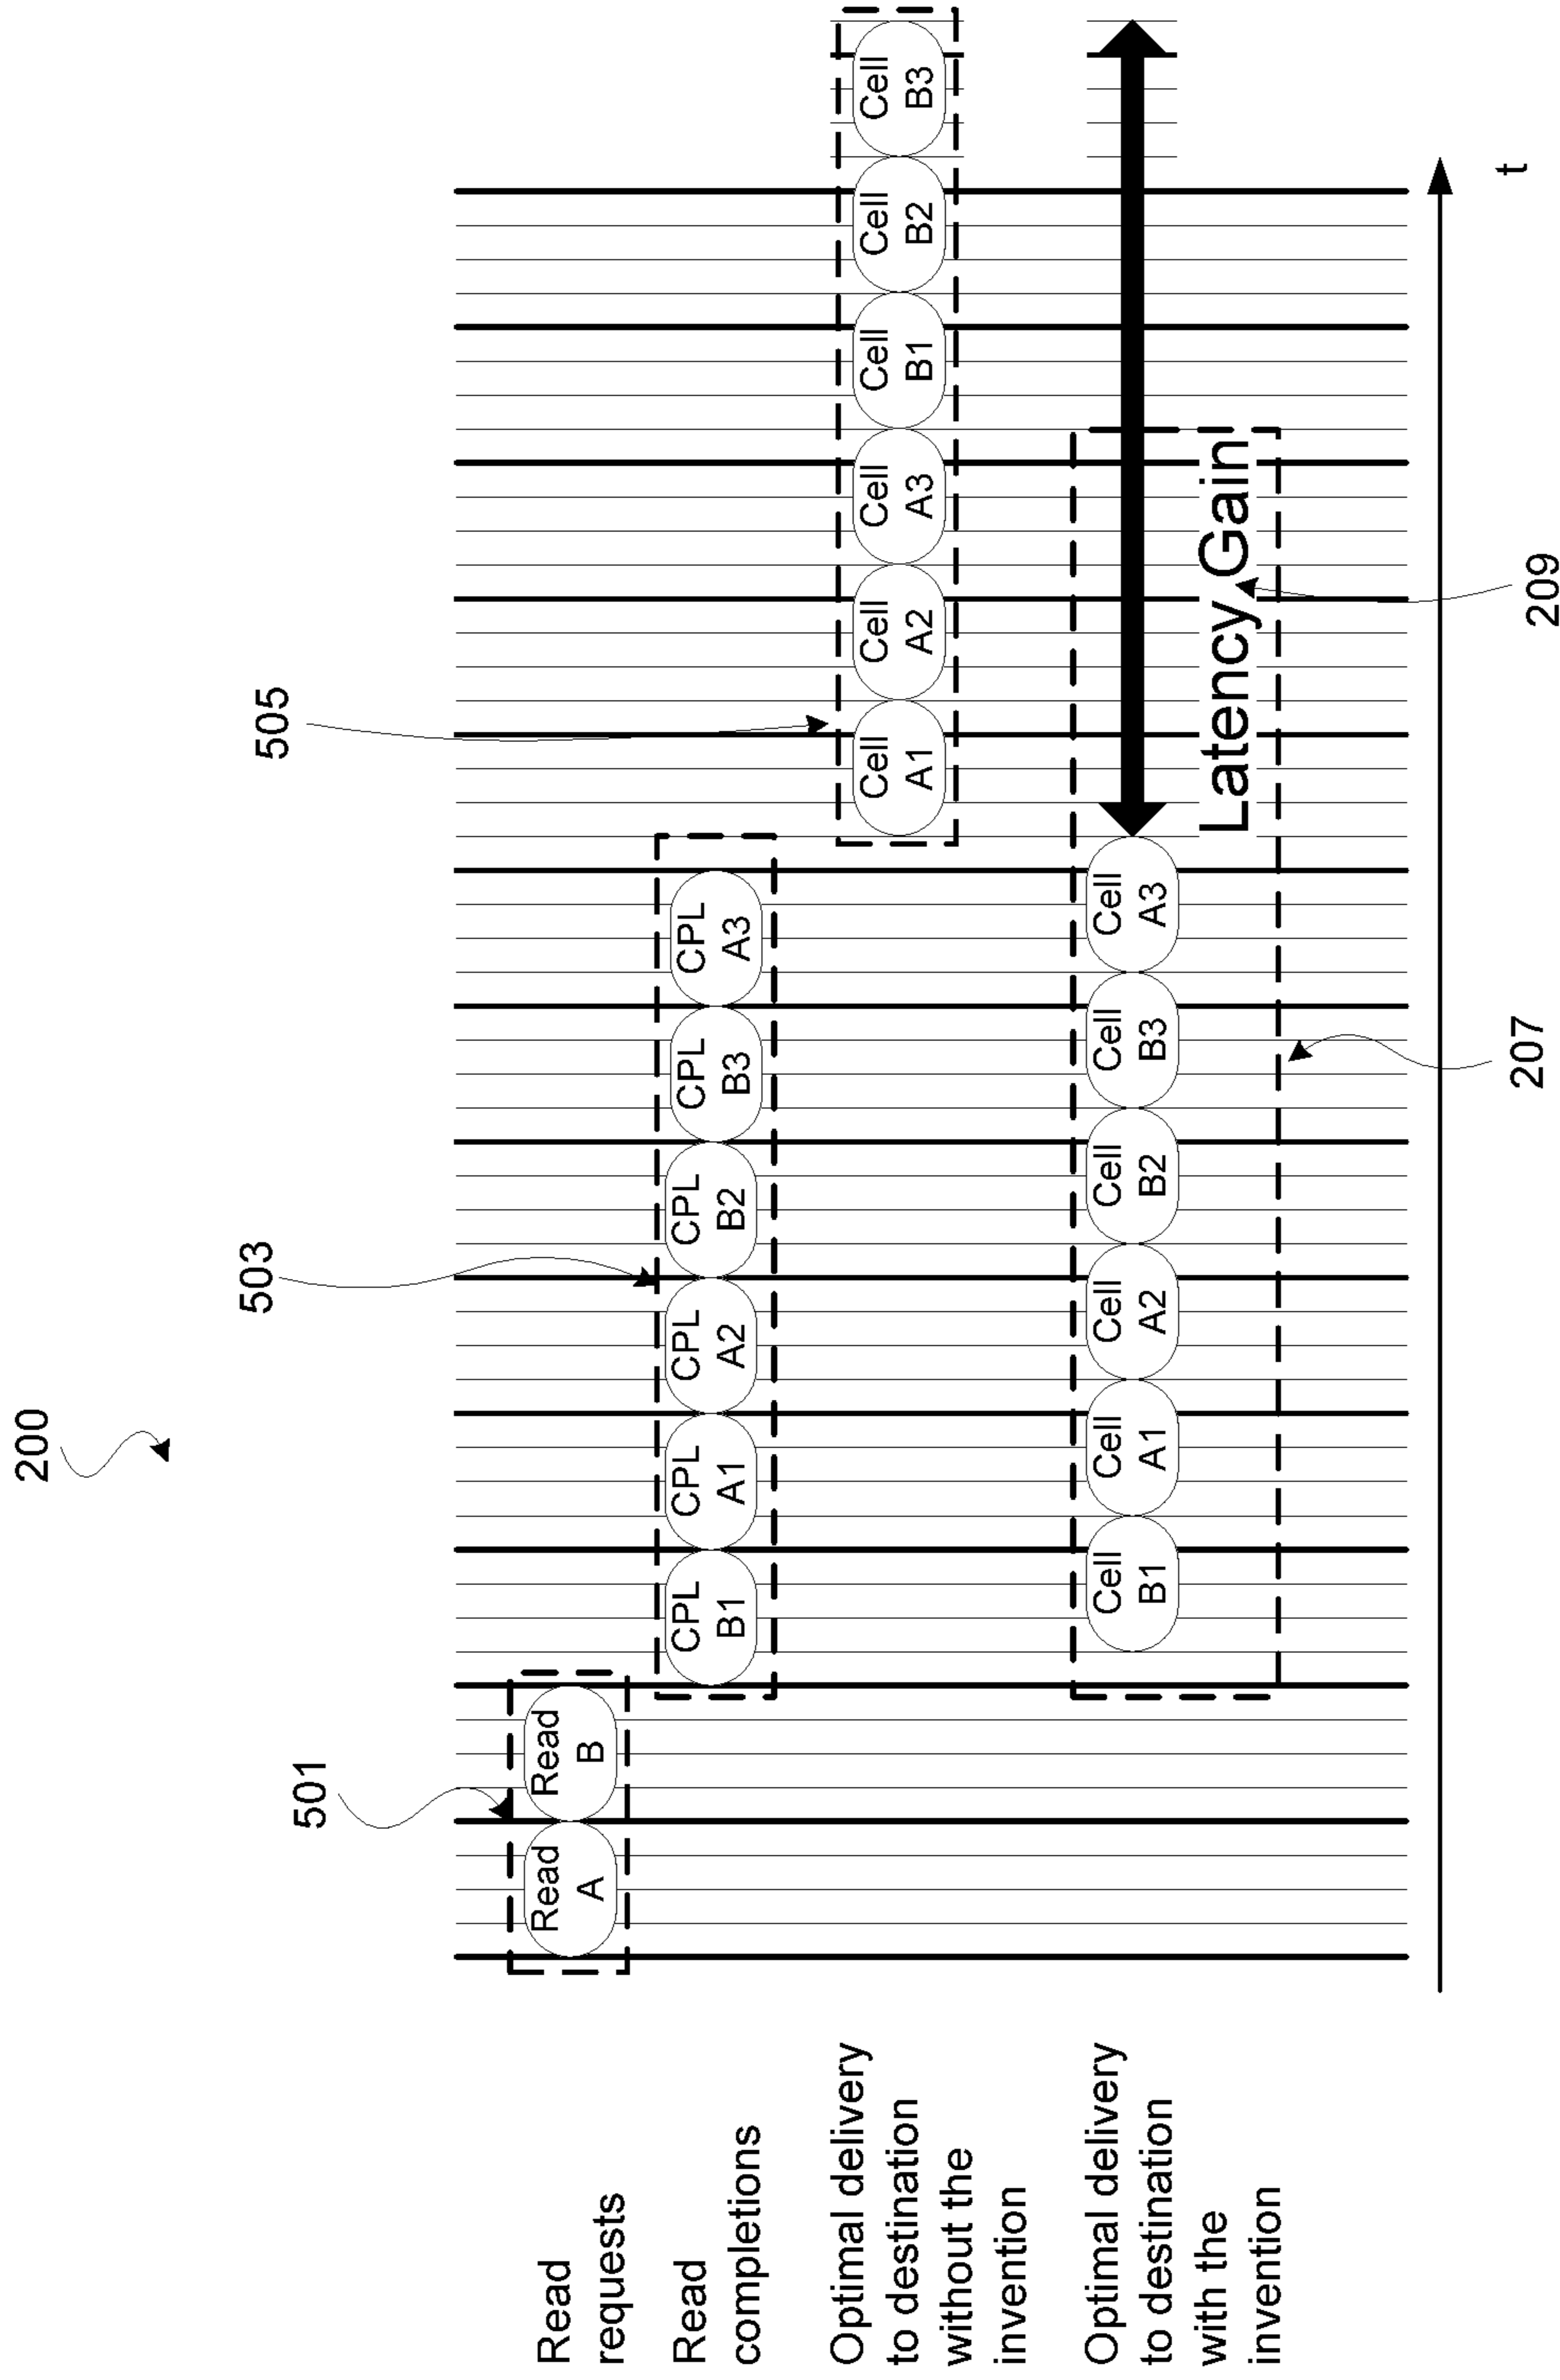 200
501
503
505
Read
requests
Read
A
Read
B
Read
completions
CPL
B1
CPL
A1
CPL
A2
CPL
B2
CPL
B3
CPL
A3
Optimal delivery
to destination
without the
invention
Cell
A1
Cell
A2
Cell
A3
Cell
B1
Cell
B2
Cell
B3
Optimal delivery
to destination
with the
invention
Cell
B1
Cell
A1
Cell
A2
Cell
B2
Cell
B3
Cell
A3
Latency Gain
t
207
209